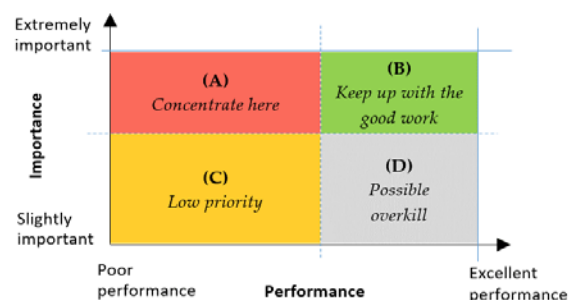 Extremely
important
(A)
Concentrate here
(B)
Keep up with the
good work
Importance
(C)
Low priority
(D)
Possible
overkill
Slightly
important
Poor
performance
Performance
Excellent
performance